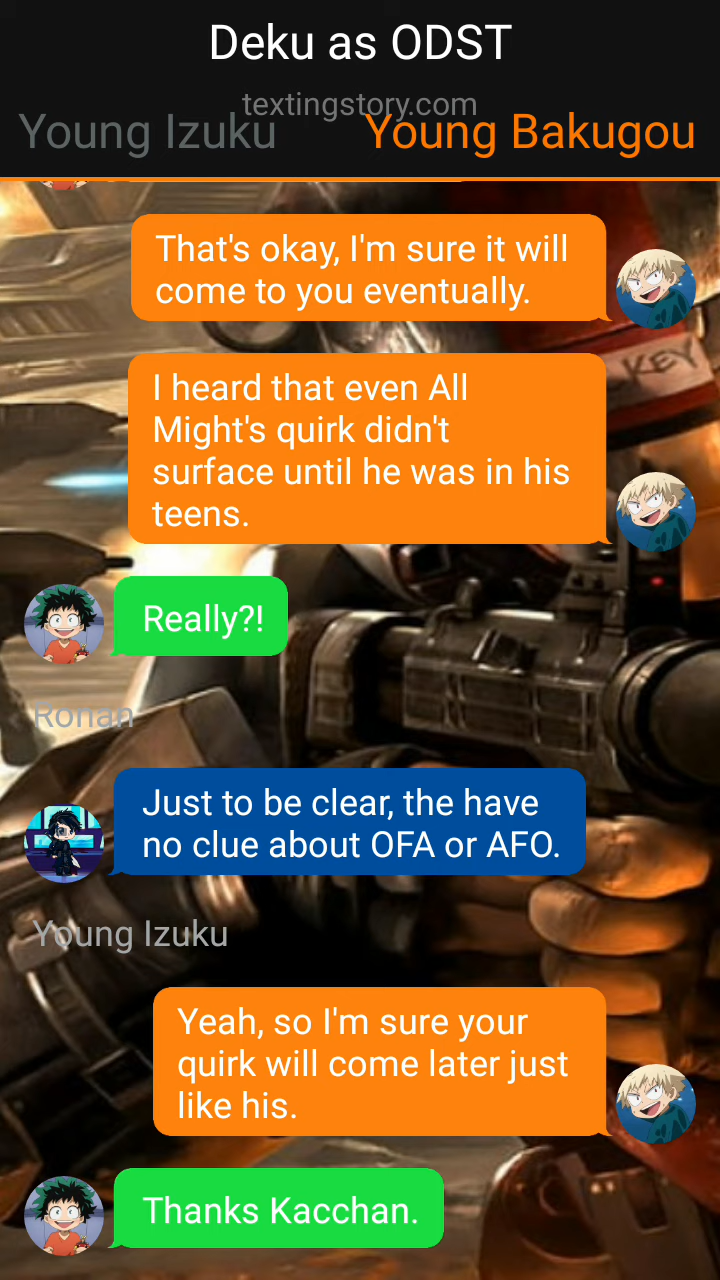 Deku as ODST
textingstory.com
Young Izuku
Young Bakugou
That's okay, I'm sure it will
come to you eventually.
KEY
I heard that even All
Might's quirk didn't
surface until he was in his
teens.
Really?!
Ronan
Just to be clear, the have
no clue about OFA or AFO.
Young Izuku
Yeah, so I'm sure your
quirk will come later just
like his.
Thanks Kacchan.